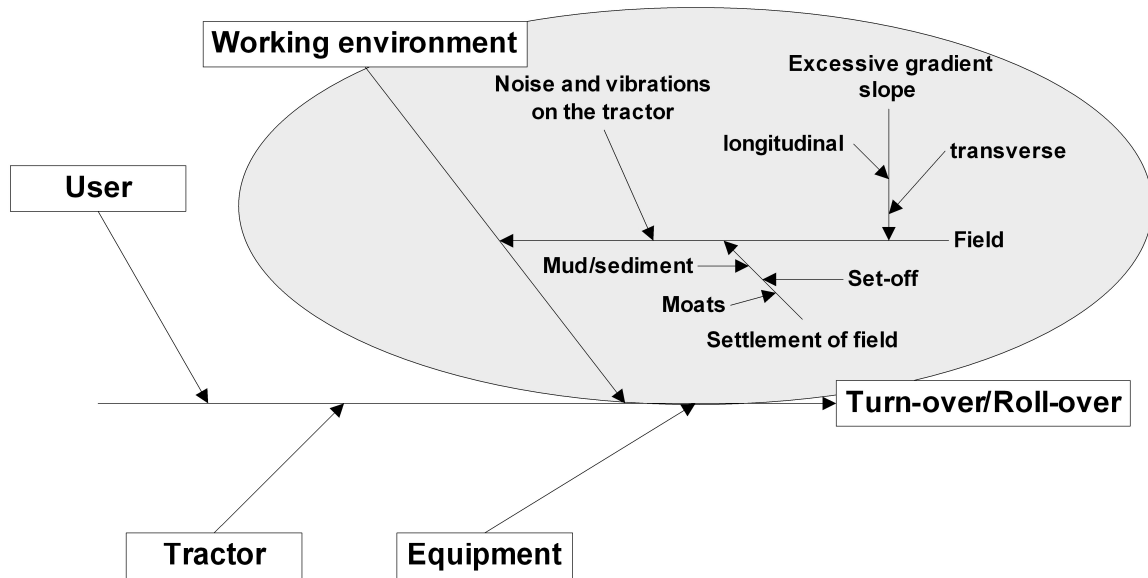 Working environment
Excessive gradient
slope
Noise and vibrations
on the tractor
longitudinal
transverse
User
Field
Mud/sediment
Set-off
Moats
Settlement of field
Turn-over/Roll-over
Tractor
Equipment